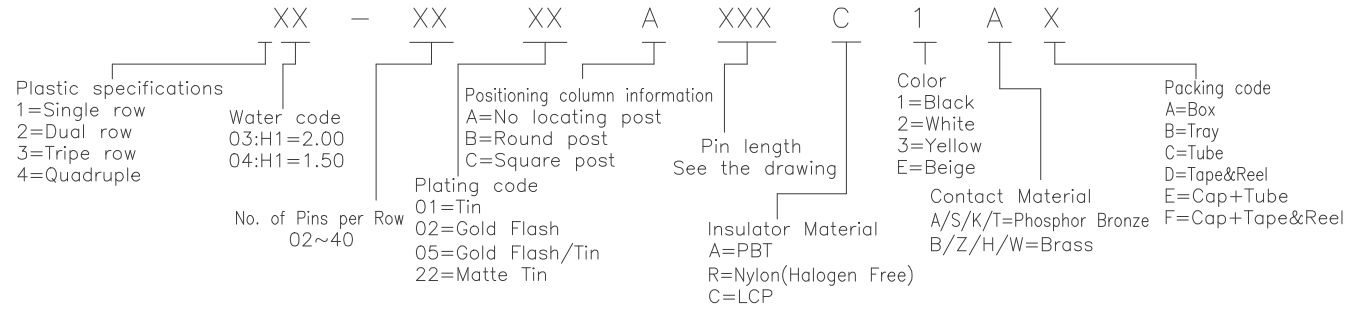 XX - XX XX A XXX C 1 A X
Plastic specifications
1=Single row
2=Dual row
3=Tripe row
4=Quadruple
Water code
03:H1=2.00
04:H1=1.50
No. of Pins per Row
02~40
Plating code
01=Tin
02=Gold Flash
05=Gold Flash/Tin
22=Matte Tin
Positioning column information
A=No locating post
B=Round post
C=Square post
Pin length
See the drawing
Insulator Material
A=PBT
R=Nylon(Halogen Free)
C=LCP
Color
1=Black
2=White
3=Yellow
E=Beige
Contact Material
A/S/K/T=Phosphor Bronze
B/Z/H/W=Brass
Packing code
A=Box
B=Tray
C=Tube
D=Tape&Reel
E=Cap+Tube
F=Cap+Tape&Reel